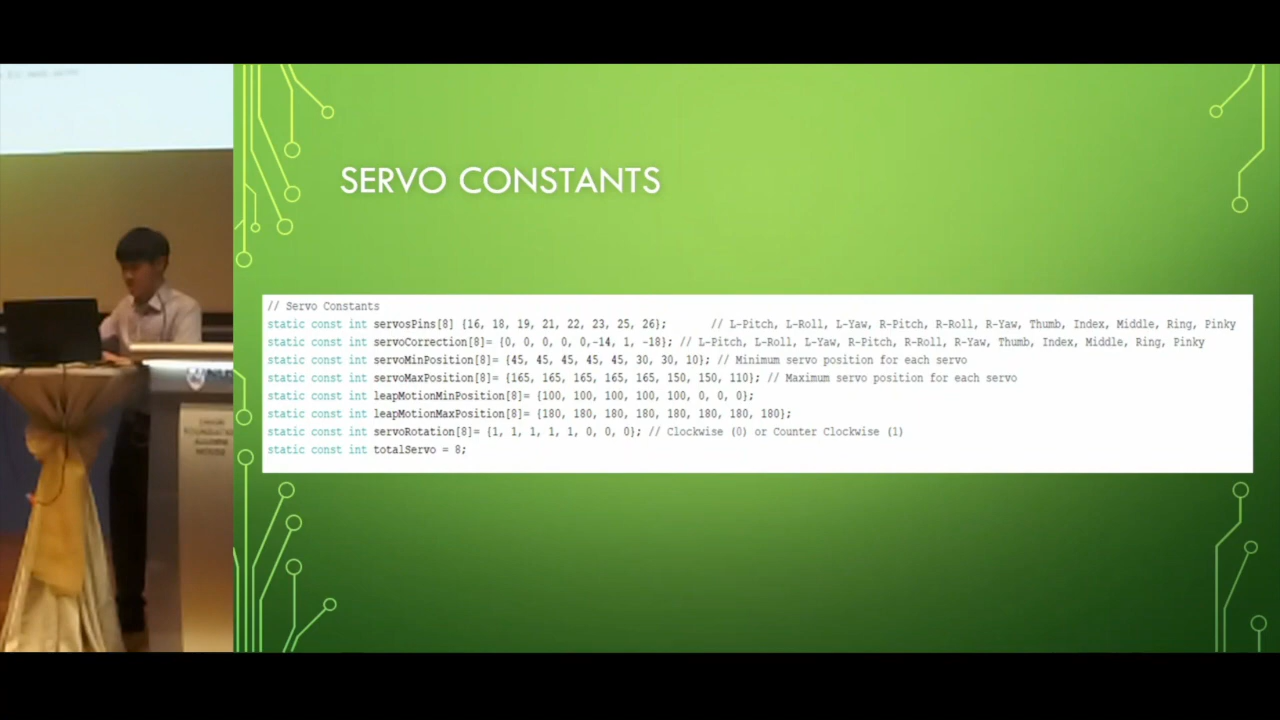 SERVO CONSTANTS
// Servo Constants
static const int servosPins[8] {16, 18, 19, 21, 22, 23, 25, 26}; // L-Pitch, L-Roll, L-Yaw, R-Pitch, R-Roll, R-Yaw, Thumb, Index, Middle, Ring, Pinky
static const int servoCorrection[8]= {0, 0, 0, 0, 0,-14, 1, -18}; // L-Pitch, L-Roll, L-Yaw, R-Pitch, R-Roll, R-Yaw, Thumb, Index, Middle, Ring, Pinky
static const int servoMinPosition[8]= {45, 45, 45, 45, 45, 30, 30, 10}; // Minimum servo position for each servo
static const int servoMaxPosition[8]= {165, 165, 165, 165, 165, 150, 150, 110}; // Maximum servo position for each servo
static const int leapMotionMinPosition[8]= {100, 100, 100, 100, 100, 0, 0, 0};
static const int leapMotionMaxPosition[8]= {180, 180, 180, 180, 180, 180, 180, 180};
static const int servoRotation[8]= {1, 1, 1, 1, 1, 0, 0, 0}; // Clockwise (0) or Counter Clockwise (1)
static const int totalServo = 8;